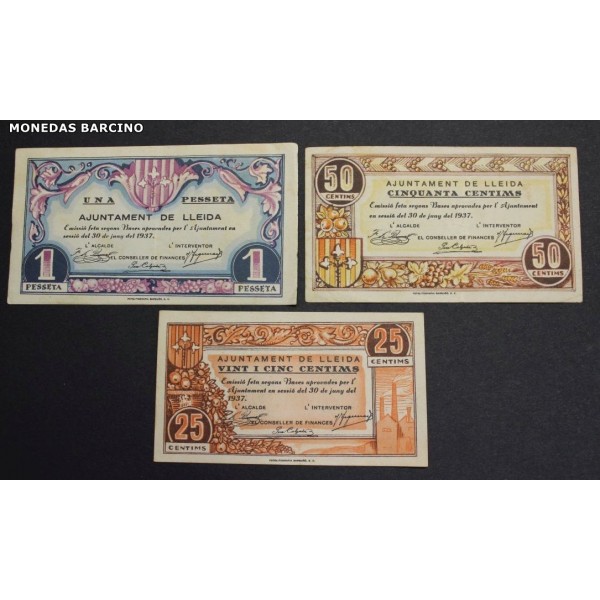 MONEDAS BARCINO
UNA PESSETA
AJUNTAMENT DE LLEIDA
Emissió feta segons Bases aprovades per l'Ajuntament en
sessió del 30 de juny del 1937.
L'ALCALDE L'INTERVENTOR
EL CONSELLER DE FINANCES
1 1
PESSETA PESSETA
50
CENTIMS
AJUNTAMENT DE LLEIDA
CINQUANTA CENTIMS
Emissió feta segons Bases aprovades per l'Ajuntament
en sessió del 30 de juny del 1937.
L'ALCALDE L'INTERVENTOR
EL CONSELLER DE FINANCES
50
CENTIMS
25
CENTIMS
AJUNTAMENT DE LLEIDA
VINT I CINC CENTIMS
Emissió feta segons Bases aprovades per l'
Ajuntament en sessió del 30 de juny del
1937.
L'ALCALDE L'INTERVENTOR
EL CONSELLER DE FINANCES
25
CENTIMS